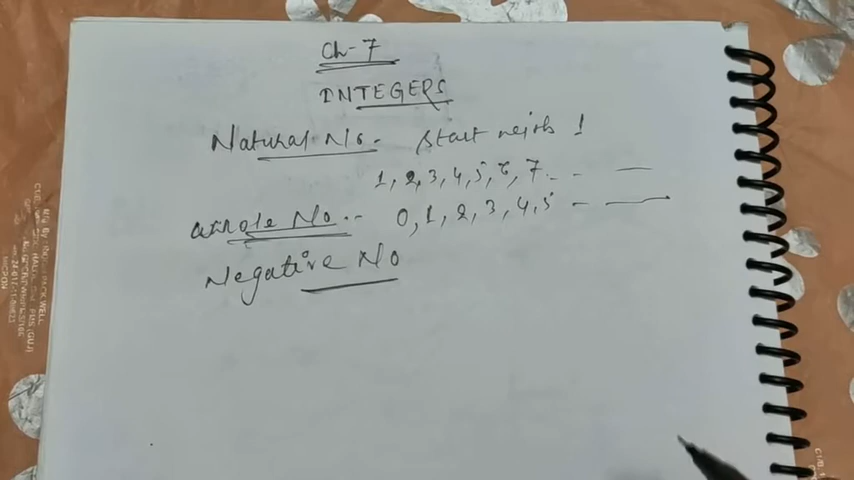 Ch-7
INTEGERS
Natural No. Start with 1
1, 2, 3, 4, 5, 6, 7 - - —
Whole No. - 0, 1, 2, 3, 4, 5 - —
Negative No